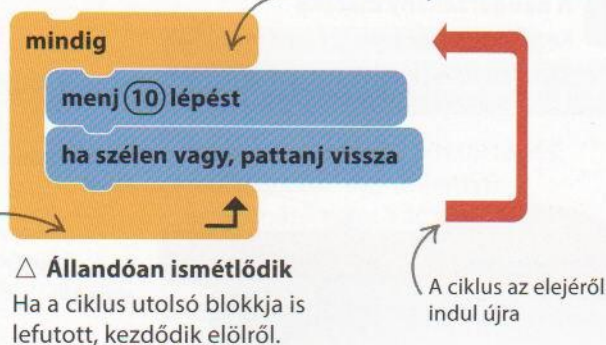 mindig
menj 10 lépést
ha szélen vagy, pattanj vissza
△ Állandóan ismétlődik
Ha a ciklus utolsó blokkja is
lefutott, kezdődik elölről.
A ciklus az elejéről
indul újra